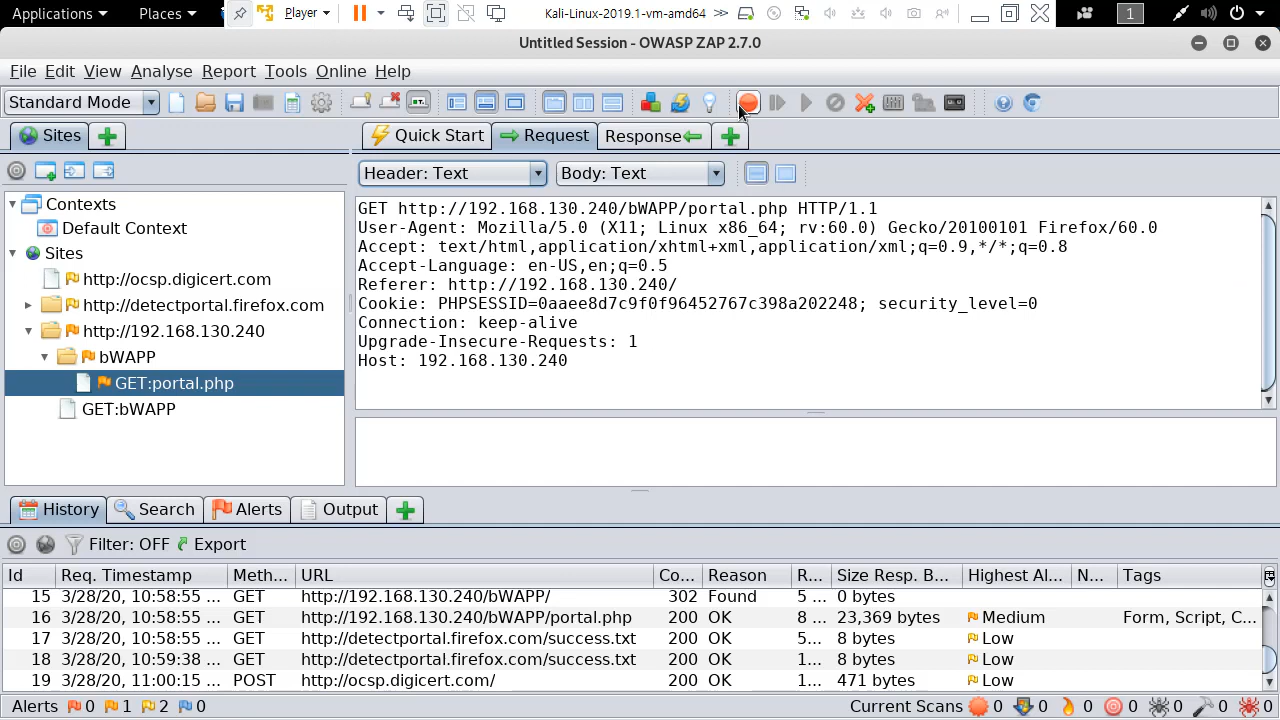 Applications Places Player Kali-Linux-2019.1-vm-amd64 >> 1
Untitled Session - OWASP ZAP 2.7.0
File Edit View Analyse Report Tools Online Help
Standard Mode
Sites Quick Start Request Response
Header: Text Body: Text
Contexts
Default Context
Sites
http://ocsp.digicert.com
http://detectportal.firefox.com
http://192.168.130.240
bWAPP
GET:portal.php
GET:bWAPP
GET http://192.168.130.240/bWAPP/portal.php HTTP/1.1
User-Agent: Mozilla/5.0 (X11; Linux x86_64; rv:60.0) Gecko/20100101 Firefox/60.0
Accept: text/html,application/xhtml+xml,application/xml;q=0.9,*/*;q=0.8
Accept-Language: en-US,en;q=0.5
Referer: http://192.168.130.240/
Cookie: PHPSESSID=0aaee8d7c9f0f96452767c398a202248; security_level=0
Connection: keep-alive
Upgrade-Insecure-Requests: 1
Host: 192.168.130.240
History Search Alerts Output
Filter: OFF Export
Id Req. Timestamp Meth... URL Co... Reason R... Size Resp. B... Highest Al... N... Tags
15 3/28/20, 10:58:55 ... GET http://192.168.130.240/bWAPP/ 302 Found 5 ... 0 bytes
16 3/28/20, 10:58:55 ... GET http://192.168.130.240/bWAPP/portal.php 200 OK 8 ... 23,369 bytes Medium Form, Script, C...
17 3/28/20, 10:58:55 ... GET http://detectportal.firefox.com/success.txt 200 OK 5... 8 bytes Low
18 3/28/20, 10:59:38 ... GET http://detectportal.firefox.com/success.txt 200 OK 1... 8 bytes Low
19 3/28/20, 11:00:15 ... POST http://ocsp.digicert.com/ 200 OK 1... 471 bytes Low
Alerts 0 1 2 0 Current Scans 0 0 0 0 0 0 0